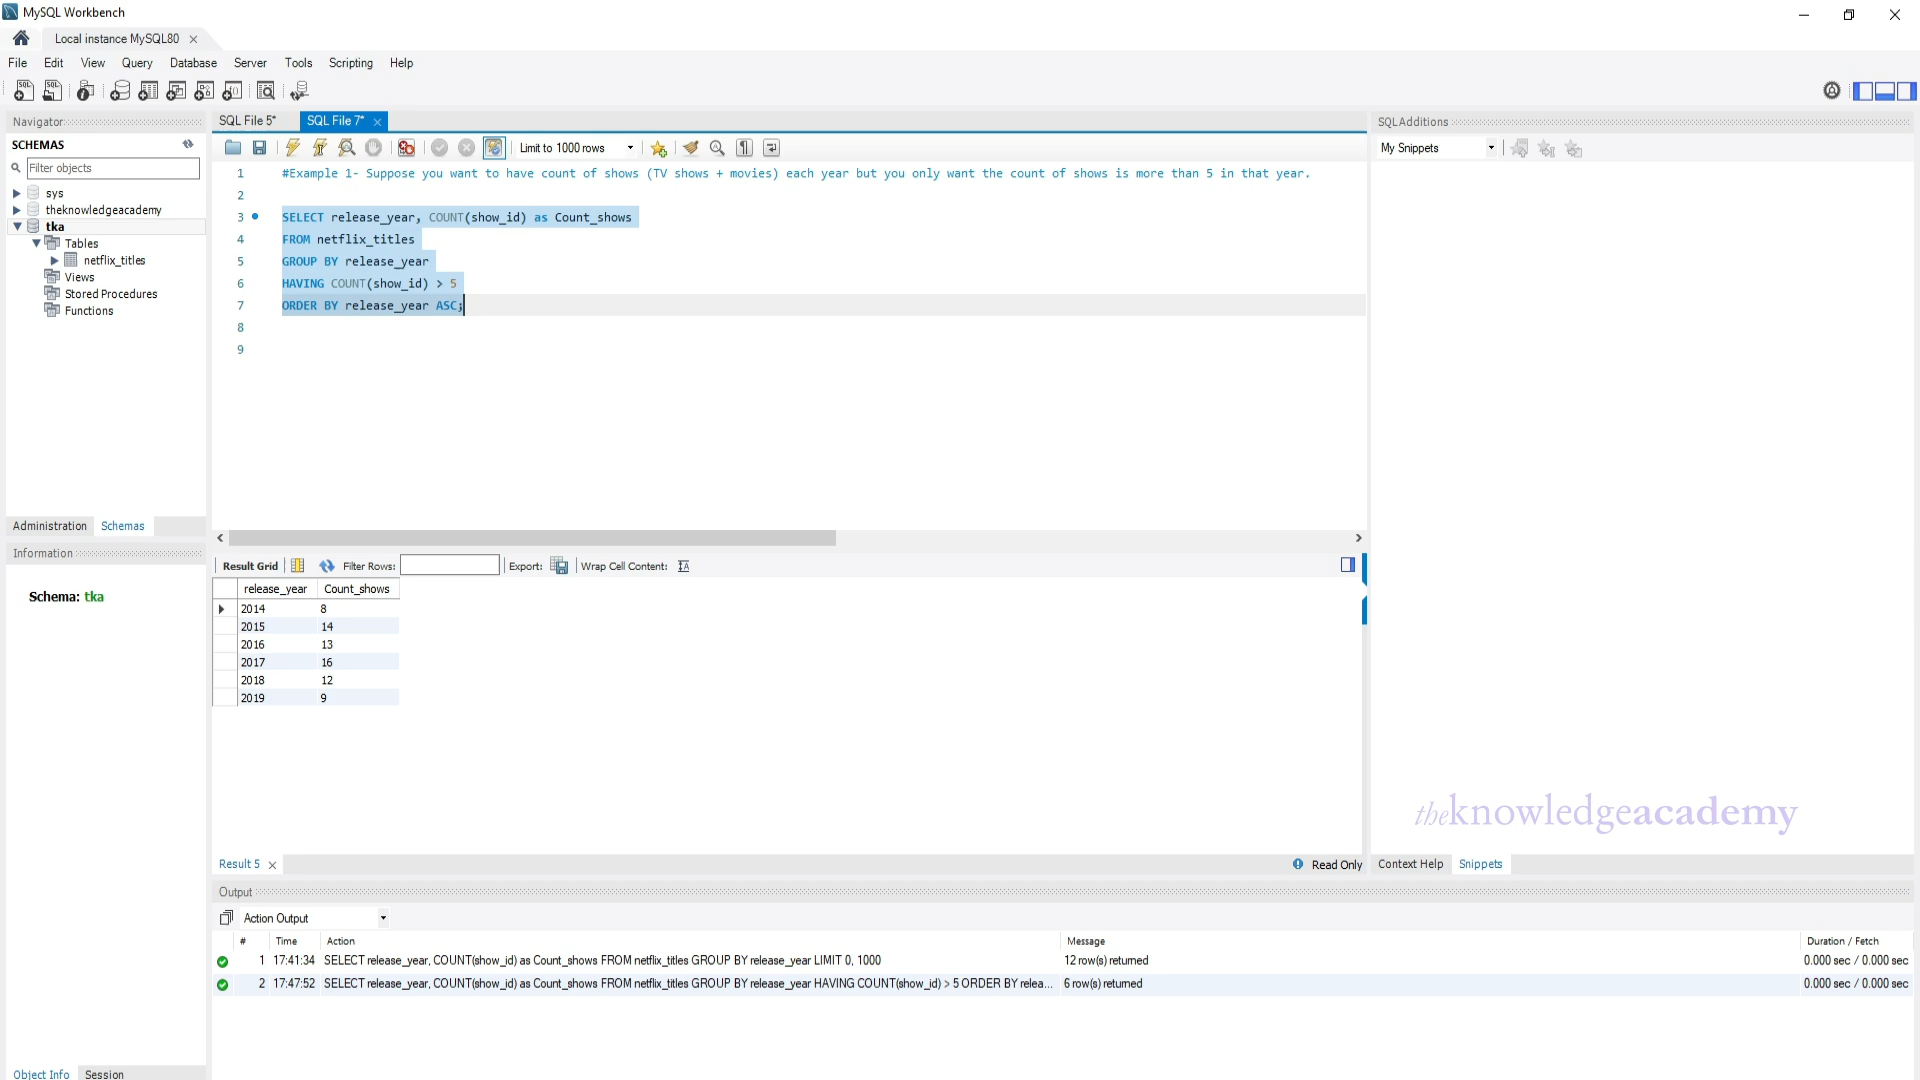 MySQL Workbench
Local instance MySQL80
File Edit View Query Database Server Tools Scripting Help
Navigator
SCHEMAS
Filter objects
sys
theknowledgeacademy
tka
Tables
netflix_titles
Views
Stored Procedures
Functions
Administration Schemas
Information
Schema: tka
Object Info Session
SQL File 5* SQL File 7*
Limit to 1000 rows
1 #Example 1- Suppose you want to have count of shows (TV shows + movies) each year but you only want the count of shows is more than 5 in that year.
2
3 SELECT release_year, COUNT(show_id) as Count_shows
4 FROM netflix_titles
5 GROUP BY release_year
6 HAVING COUNT(show_id) > 5
7 ORDER BY release_year ASC;
8
9
Result Grid Filter Rows: Export: Wrap Cell Content:
release_year Count_shows
2014 8
2015 14
2016 13
2017 16
2018 12
2019 9
Result 5 Read Only
SQLAdditions
My Snippets
theknowledgeacademy
Context Help Snippets
Output
Action Output
# Time Action Message Duration / Fetch
1 17:41:34 SELECT release_year, COUNT(show_id) as Count_shows FROM netflix_titles GROUP BY release_year LIMIT 0, 1000 12 row(s) returned 0.000 sec / 0.000 sec
2 17:47:52 SELECT release_year, COUNT(show_id) as Count_shows FROM netflix_titles GROUP BY release_year HAVING COUNT(show_id) > 5 ORDER BY relea... 6 row(s) returned 0.000 sec / 0.000 sec